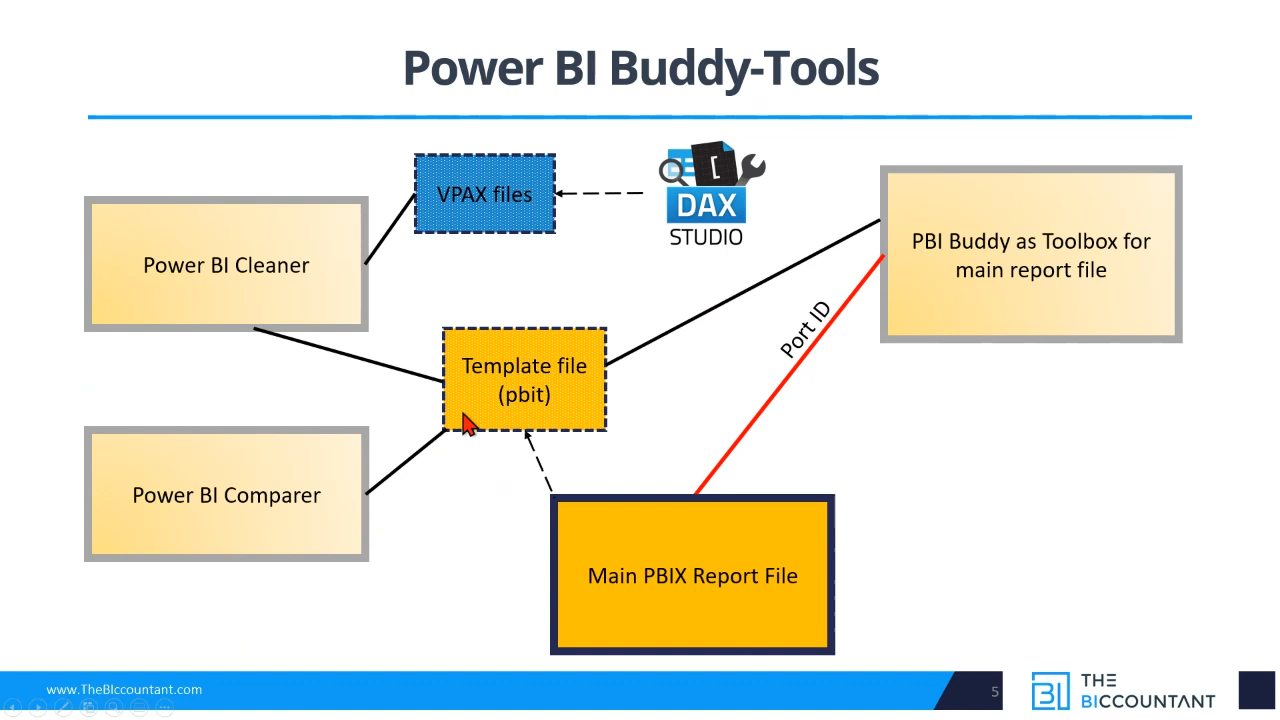 Power BI Buddy-Tools
VPAX files
[
DAX
STUDIO
Power BI Cleaner
PBI Buddy as Toolbox for
main report file
Port ID
Template file
(pbit)
Power BI Comparer
Main PBIX Report File
www.TheBIccountant.com
5
BI
THE
BICCOUNTANT